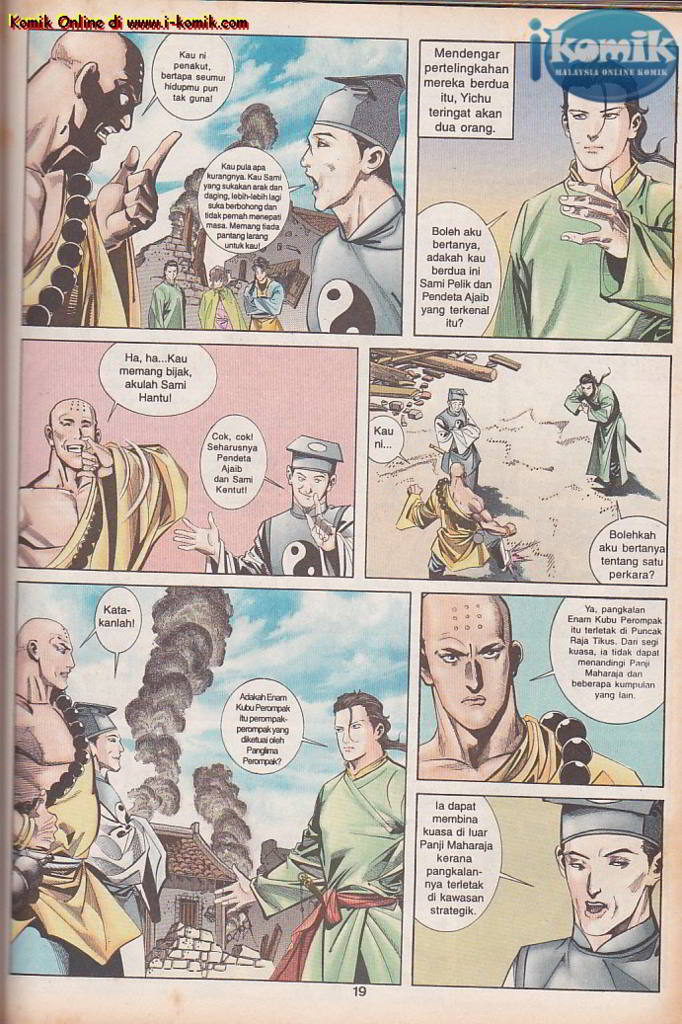 Komik Online di www.i-komik.com
ikomik
MALAYSIA ONLINE KOMIK
Kau ni
penakut,
bertapa seumur
hidupmu pun
tak guna!
Kau pula apa
kurangnya. Kau Sami
yang sukakan arak dan
daging, lebih-lebih lagi
suka berbohong dan
tidak pernah menepati
masa. Memang tiada
pantang larang
untuk kau!
Mendengar
pertelingkahan
mereka berdua
itu, Yichu
teringat akan
dua orang.
Boleh aku
bertanya,
adakah kau
berdua ini
Sami Pelik dan
Pendeta Ajaib
yang terkenal
itu?
Ha, ha...Kau
memang bijak,
akulah Sami
Hantu!
Cok, cok!
Seharusnya
Pendeta
Ajaib
dan Sami
Kentut!
Kau
ni...
Bolehkah
aku bertanya
tentang satu
perkara?
Kata-
kanlah!
Adakah Enam
Kubu Perompak
itu perompak-
perompak yang
diketuai oleh
Panglima
Perompak?
Ya, pangkalan
Enam Kubu Perompak
itu terletak di Puncak
Raja Tikus. Dari segi
kuasa, ia tidak dapat
menandingi Panji
Maharaja dan
beberapa kumpulan
yang lain.
Ia dapat
membina
kuasa di luar
Panji Maharaja
kerana
pangkalan-
nya terletak
di kawasan
strategik.
19